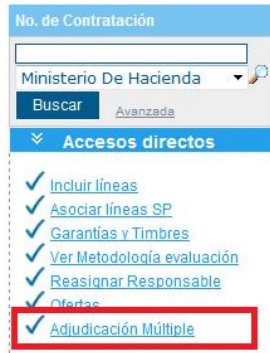 No. de Contratación
Ministerio De Hacienda
Buscar
Avanzada
Accesos directos
Incluir líneas
Asociar líneas SP
Garantías y Timbres
Ver Metodología evaluación
Reasignar Responsable
Ofertas
Adjudicación Múltiple